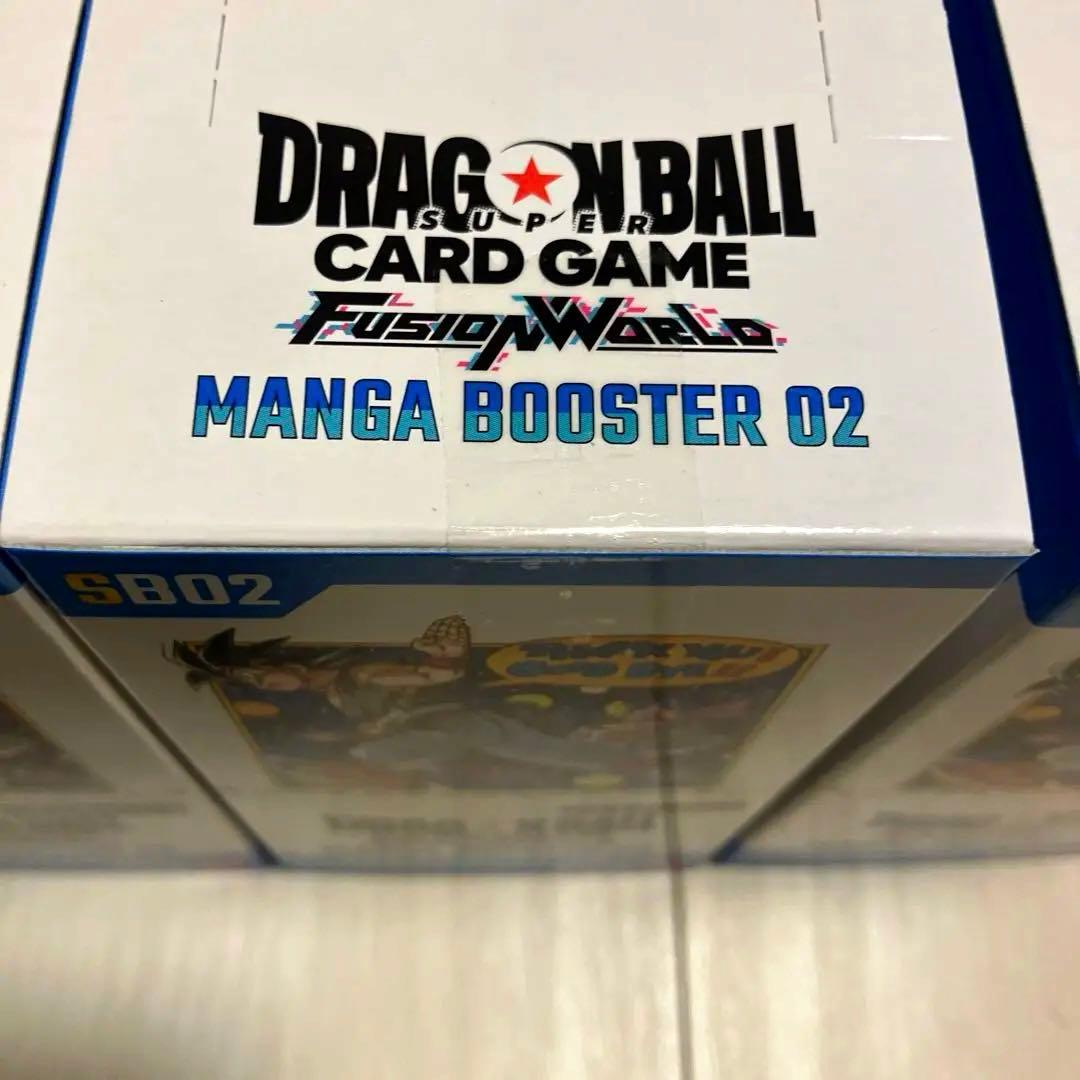 DRAGON BALL
SUPER
CARD GAME
FUSION WORLD
MANGA BOOSTER 02
SB02